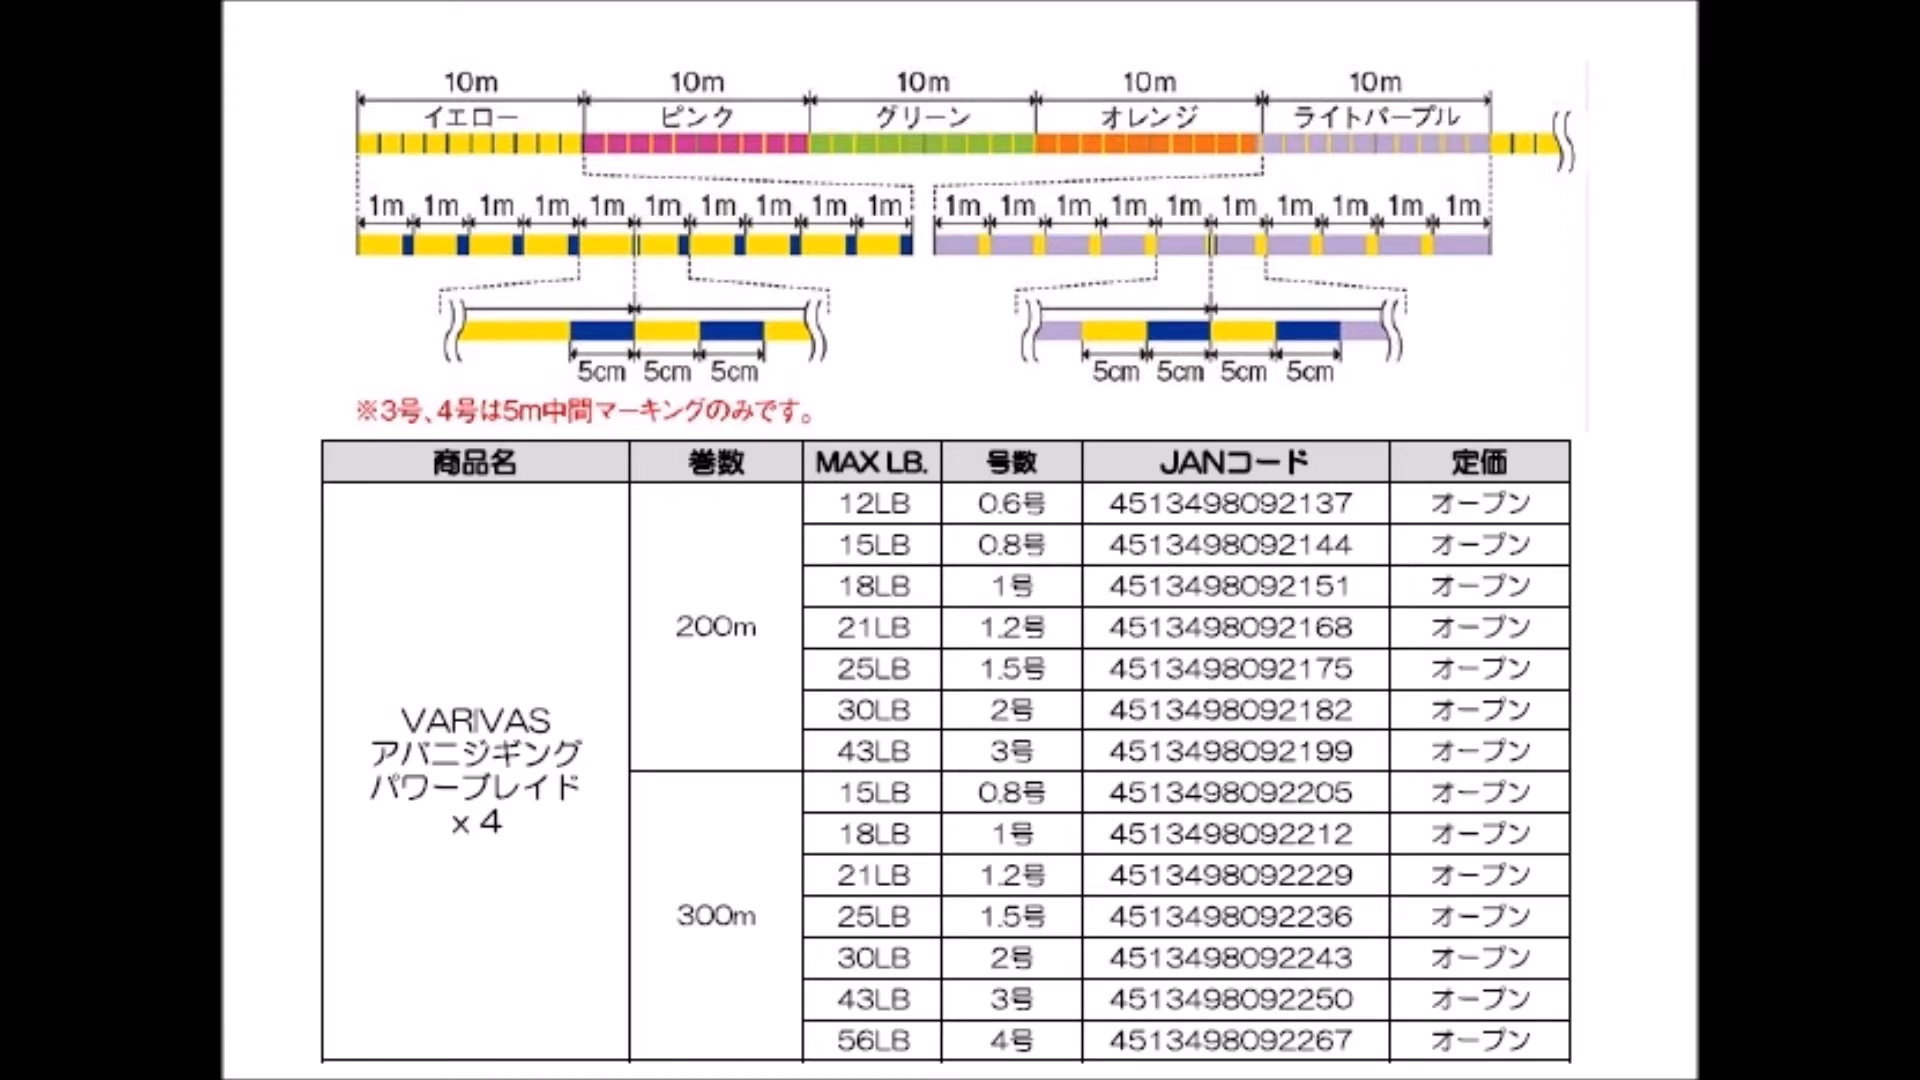 10m 10m 10m 10m 10m
イエロー ピンク グリーン オレンジ ライトパープル
1m 1m 1m 1m 1m 1m 1m 1m 1m 1m 1m 1m 1m 1m 1m 1m 1m 1m 1m 1m
5cm 5cm 5cm 5cm 5cm 5cm 5cm
※3号、4号は5m中間マーキングのみです。
商品名 巻数 MAX LB. 号数 JANコード 定価
VARIVAS
アバニジギング
パワーブレイド
x 4
200m
12LB 0.6号 4513498092137 オープン
15LB 0.8号 4513498092144 オープン
18LB 1号 4513498092151 オープン
21LB 1.2号 4513498092168 オープン
25LB 1.5号 4513498092175 オープン
30LB 2号 4513498092182 オープン
43LB 3号 4513498092199 オープン
300m
15LB 0.8号 4513498092205 オープン
18LB 1号 4513498092212 オープン
21LB 1.2号 4513498092229 オープン
25LB 1.5号 4513498092236 オープン
30LB 2号 4513498092243 オープン
43LB 3号 4513498092250 オープン
56LB 4号 4513498092267 オープン